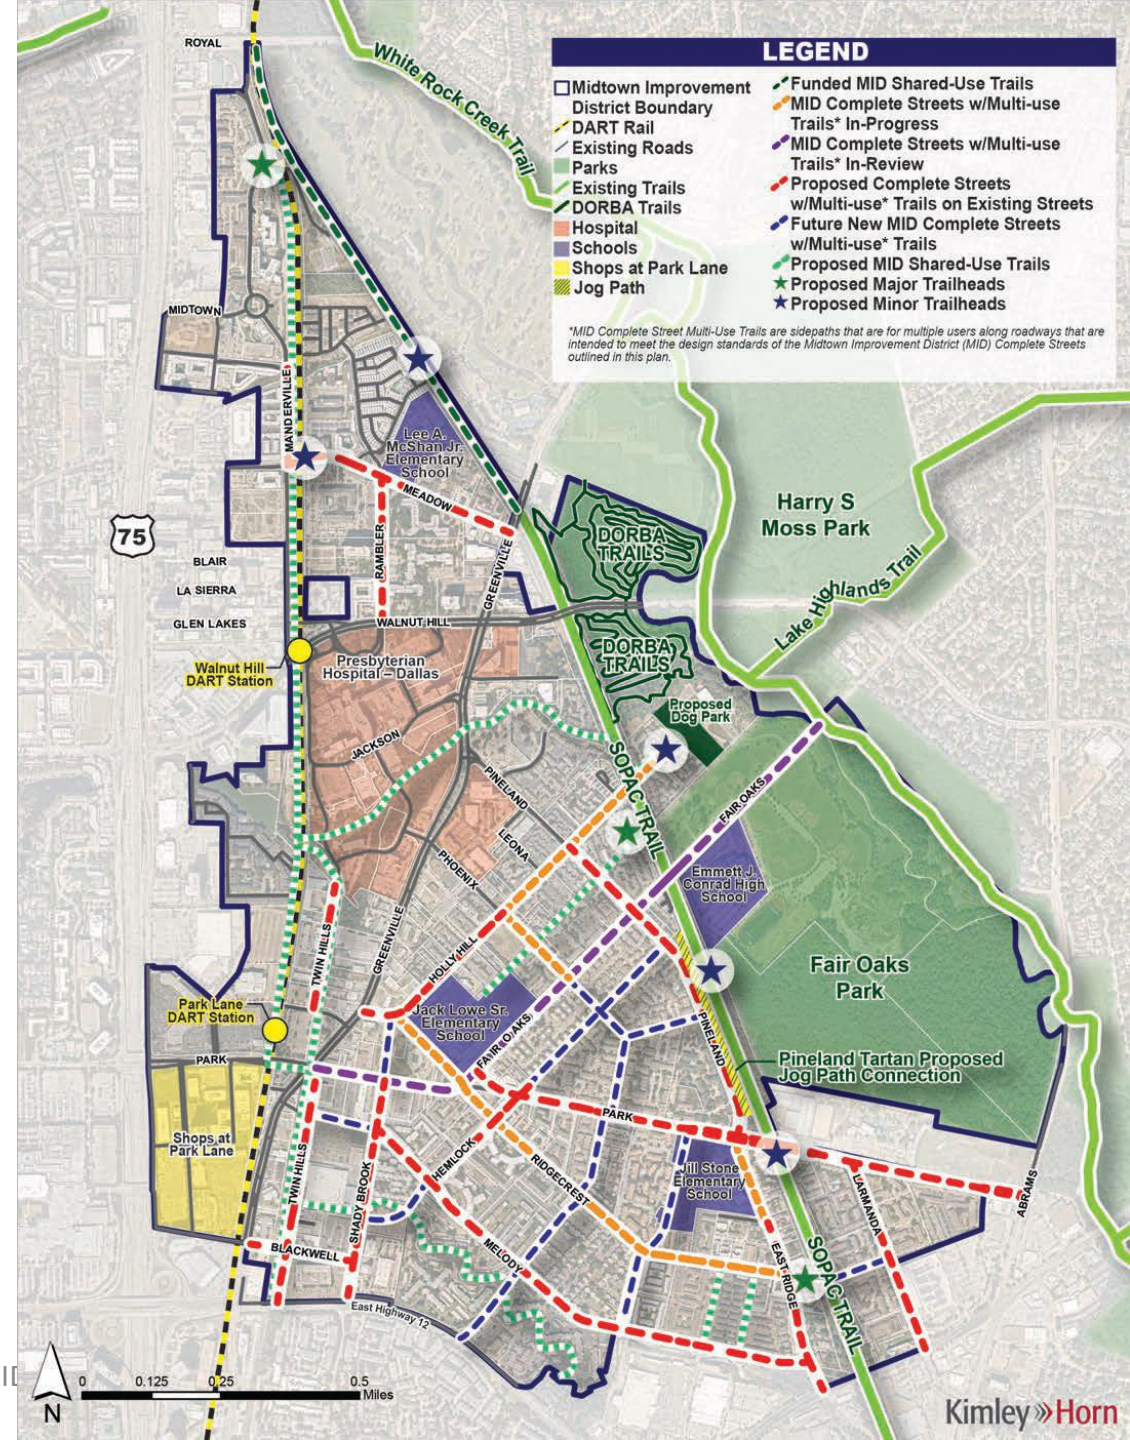 ROYAL
White Rock Creek Trail
LEGEND
Midtown Improvement
District Boundary
DART Rail
Existing Roads
Parks
Existing Trails
DORBA Trails
Hospital
Schools
Shops at Park Lane
Jog Path
Funded MID Shared-Use Trails
MID Complete Streets w/Multi-use
Trails* In-Progress
MID Complete Streets w/Multi-use
Trails* In-Review
Proposed Complete Streets
w/Multi-use* Trails on Existing Streets
Future New MID Complete Streets
w/Multi-use* Trails
Proposed MID Shared-Use Trails
Proposed Major Trailheads
Proposed Minor Trailheads
*MID Complete Street Multi-Use Trails are sidepaths that are for multiple users along roadways that are
intended to meet the design standards of the Midtown Improvement District (MID) Complete Streets
outlined in this plan.
MIDTOWN
MANDERVILLE
Lee A.
McShan Jr.
Elementary
School
MEADOW
RAMBLER
GREENVILLE
75
BLAIR
LA SIERRA
GLEN LAKES
WALNUT HILL
DORBA
TRAILS
Harry S
Moss Park
Lake Highlands Trail
Walnut Hill
DART Station
Presbyterian
Hospital – Dallas
DORBA
TRAILS
Proposed
Dog Park
JACKSON
PINELAND
SOPAC TRAIL
FAIR OAKS
LEONA
PHOENIX
Emmett J.
Conrad High
School
TWIN HILLS
GREENVILLE
HOLLY HILL
Fair Oaks
Park
Park Lane
DART Station
Jack Lowe Sr.
Elementary
School
FAIR OAKS
PINELAND
PARK
Pineland Tartan Proposed
Jog Path Connection
PARK
Shops at
Park Lane
HEMLOCK
RIDGECREST
Jill Stone
Elementary
School
LARMANDA
ABRAMS
TWIN HILLS
SHADY BROOK
BLACKWELL
MELODY
EAST RIDGE
SOPAC TRAIL
East Highway 12
0 0.125 0.25 0.5
Miles
N
Kimley»Horn